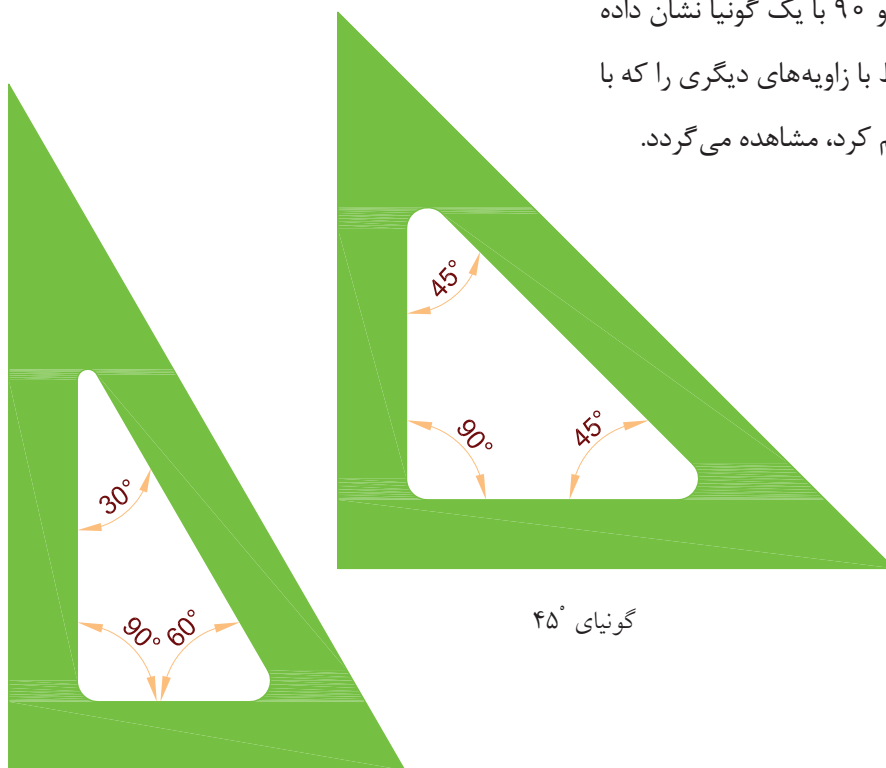 و ۹۰ با یک گونیا نشان داده
با زاویه‌های دیگری را که با
کرد، مشاهده می‌گردد.
45°
90°
45°
30°
90°
60°
گونیای ۴۵°